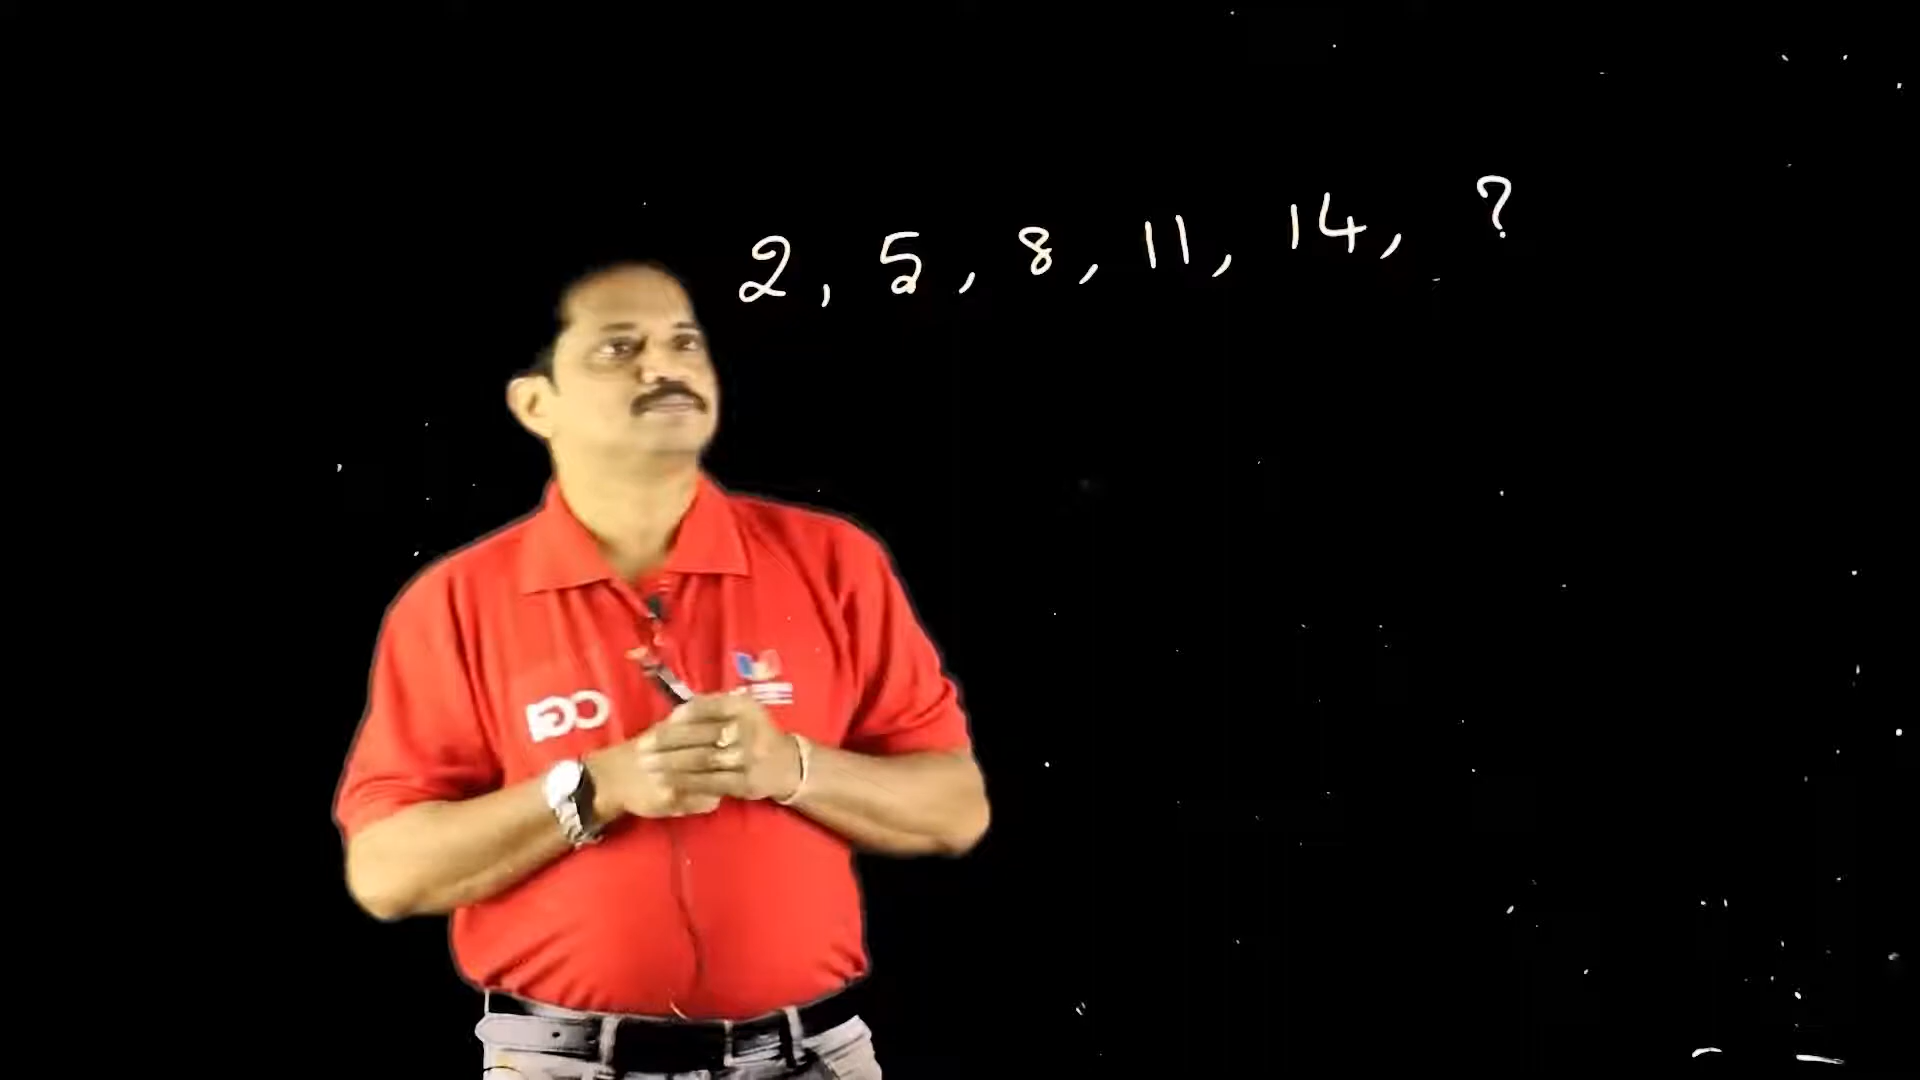 2, 5, 8, 11, 14, ?